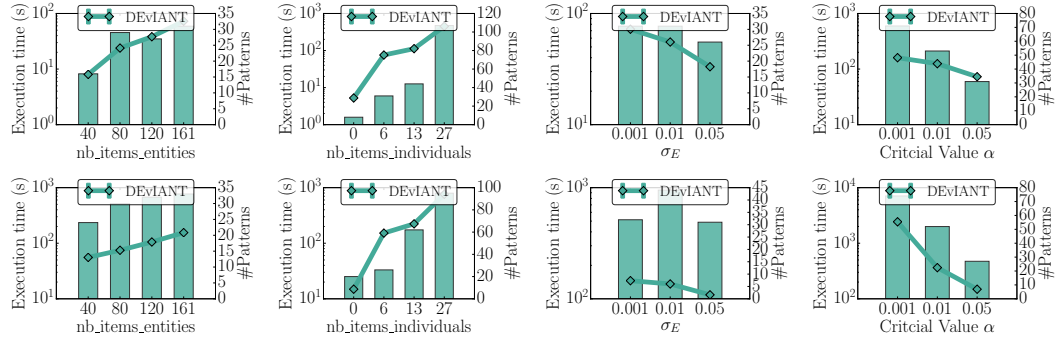 Execution time (s)
10^2
10^1
10^0
DEvIANT
35
30
25
20
15
10
5
0
#Patterns
40 80 120 161
nb_items_entities
Execution time (s)
10^3
10^2
10^1
10^0
DEvIANT
120
100
80
60
40
20
0
#Patterns
0 6 13 27
nb_items_individuals
Execution time (s)
10^2
10^1
DEvIANT
35
30
25
20
15
10
5
0
#Patterns
0.001 0.01 0.05
σ_E
Execution time (s)
10^3
10^2
10^1
DEvIANT
80
70
60
50
40
30
20
10
0
#Patterns
0.001 0.01 0.05
Critcial Value α
Execution time (s)
10^3
10^2
10^1
DEvIANT
35
30
25
20
15
10
5
0
#Patterns
40 80 120 161
nb_items_entities
Execution time (s)
10^3
10^2
10^1
DEvIANT
100
80
60
40
20
0
#Patterns
0 6 13 27
nb_items_individuals
Execution time (s)
10^3
10^2
DEvIANT
45
40
35
30
25
20
15
10
5
0
#Patterns
0.001 0.01 0.05
σ_E
Execution time (s)
10^4
10^3
10^2
DEvIANT
80
70
60
50
40
30
20
10
0
#Patterns
0.001 0.01 0.05
Critcial Value α